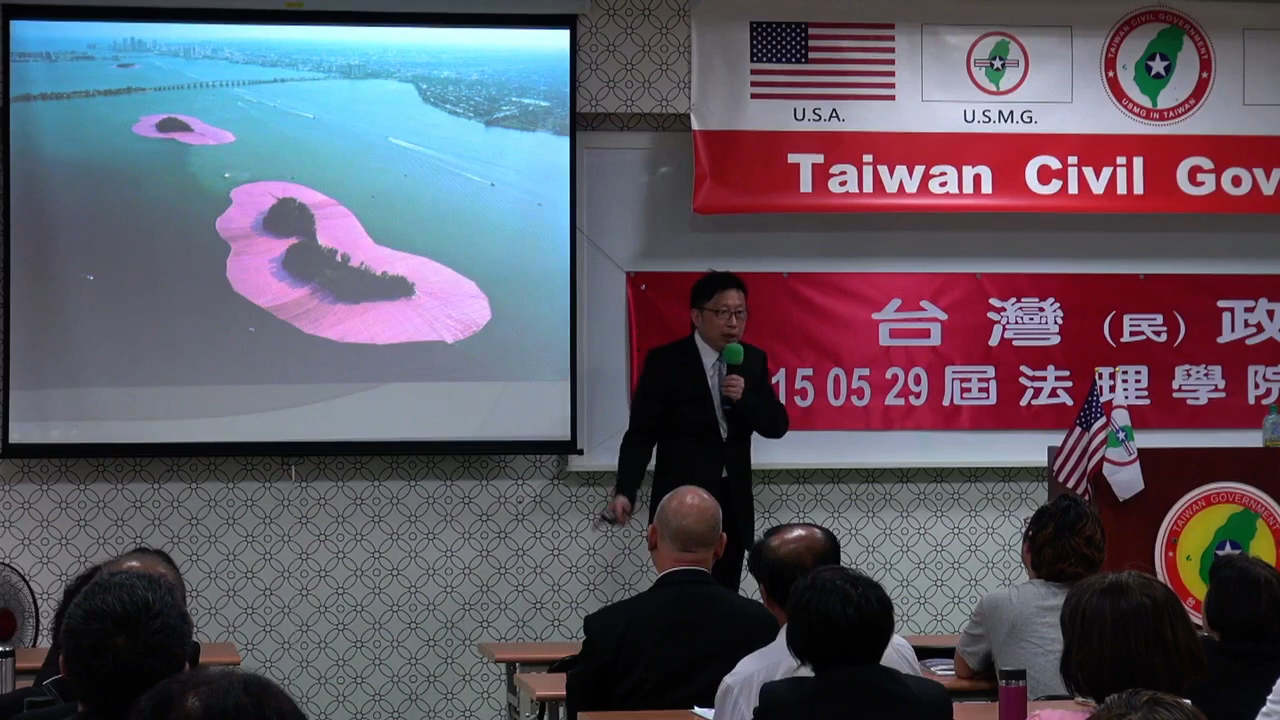 U.S.A.
U.S.M.G.
TAIWAN CIVIL GOVERNMENT
USMG IN TAIWAN
Taiwan Civil Gov
台灣(民)政
15 05 29 屆法理學院
TAIWAN GOVERNMENT
台